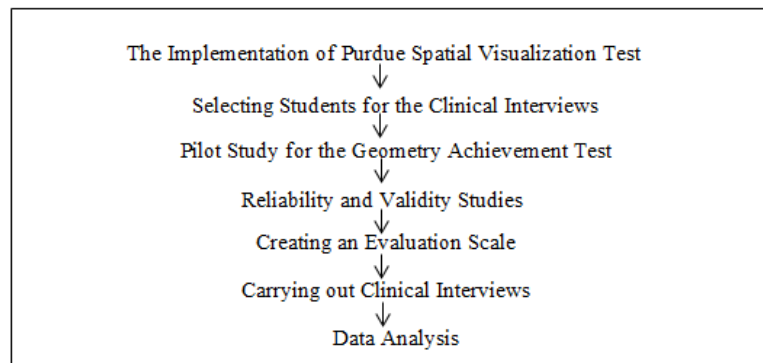 The Implementation of Purdue Spatial Visualization Test
Selecting Students for the Clinical Interviews
Pilot Study for the Geometry Achievement Test
Reliability and Validity Studies
Creating an Evaluation Scale
Carrying out Clinical Interviews
Data Analysis